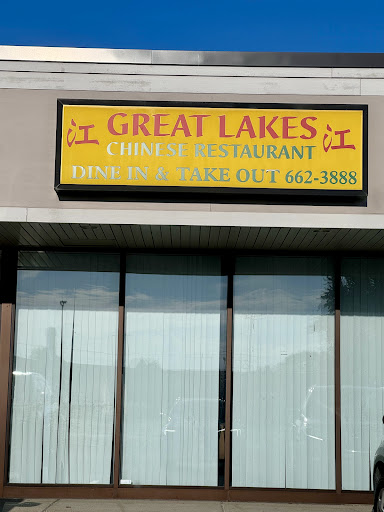 江 GREAT LAKES 江
CHINESE RESTAURANT
DINE IN & TAKE OUT 662-3888